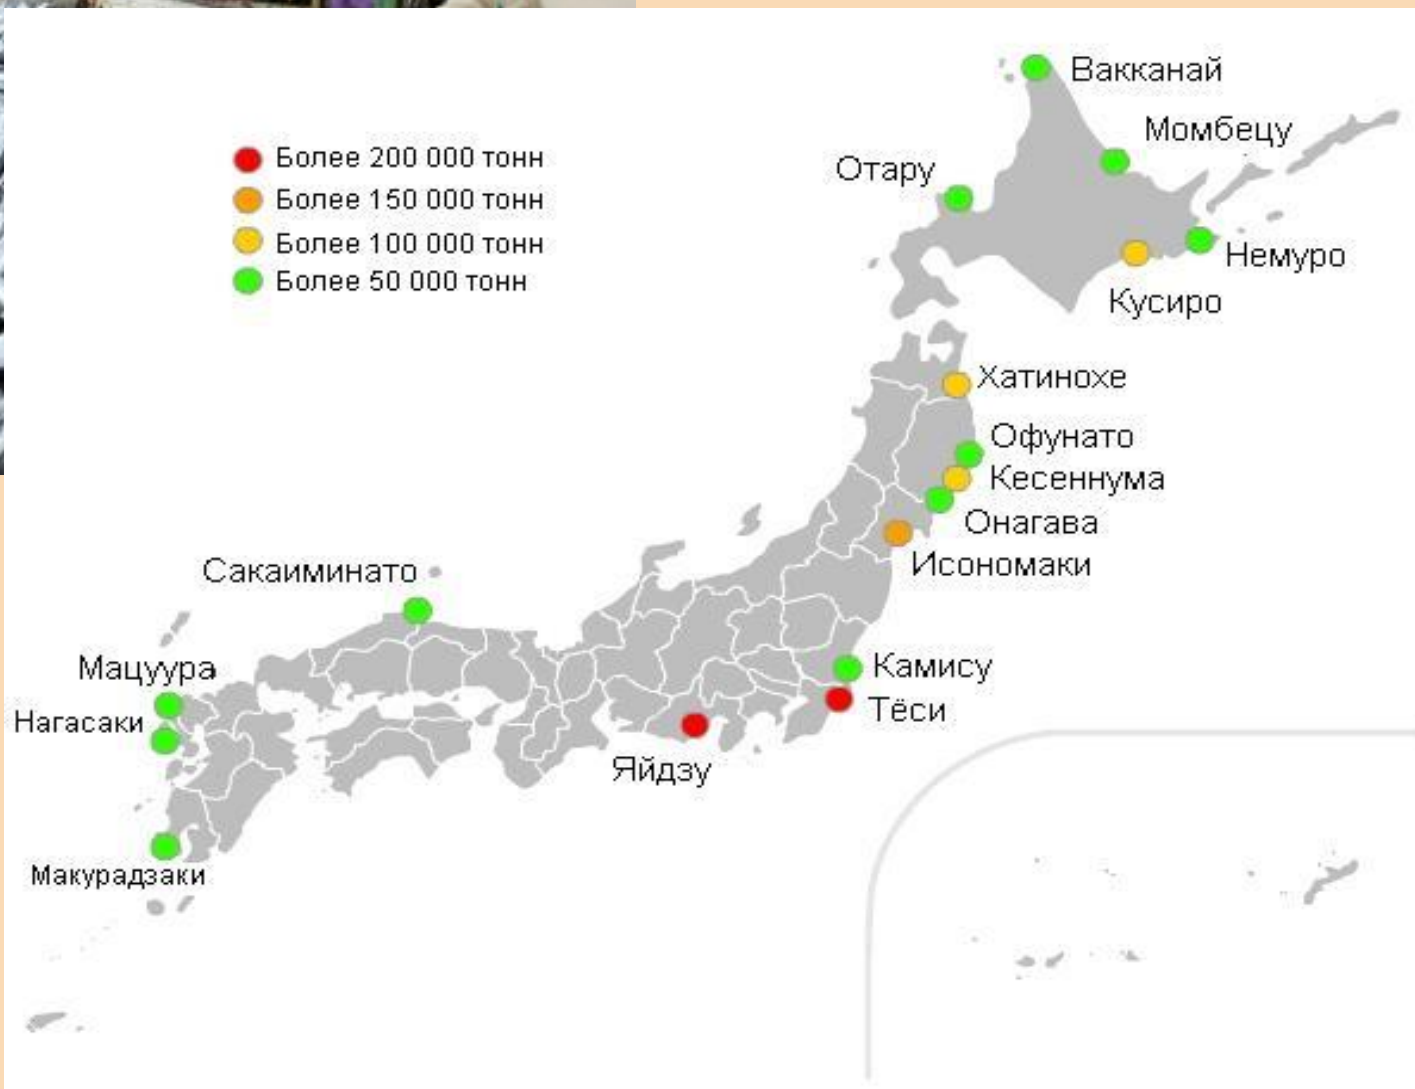 Вакканай
Момбецу
Более 200 000 тонн
Отару
Более 150 000 тонн
Более 100 000 тонн
Немуро
Более 50 000 тонн
Кусиро
Хатинохе
Офунато
Кесеннума
Онагава
Исономаки
Сакаиминато
Мацуура
Камису
Тёси
Нагасаки
Яйдзу
Макурадзаки